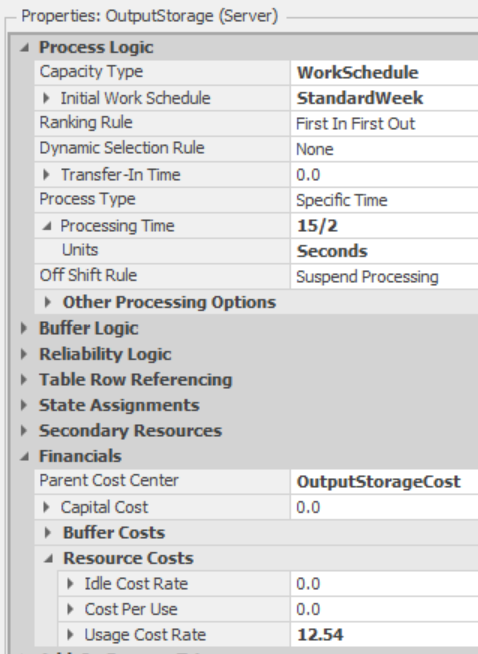 Properties: OutputStorage (Server)
Process Logic
Capacity Type WorkSchedule
Initial Work Schedule StandardWeek
Ranking Rule First In First Out
Dynamic Selection Rule None
Transfer-In Time 0.0
Process Type Specific Time
Processing Time 15/2
Units Seconds
Off Shift Rule Suspend Processing
Other Processing Options
Buffer Logic
Reliability Logic
Table Row Referencing
State Assignments
Secondary Resources
Financials
Parent Cost Center OutputStorageCost
Capital Cost 0.0
Buffer Costs
Resource Costs
Idle Cost Rate 0.0
Cost Per Use 0.0
Usage Cost Rate 12.54